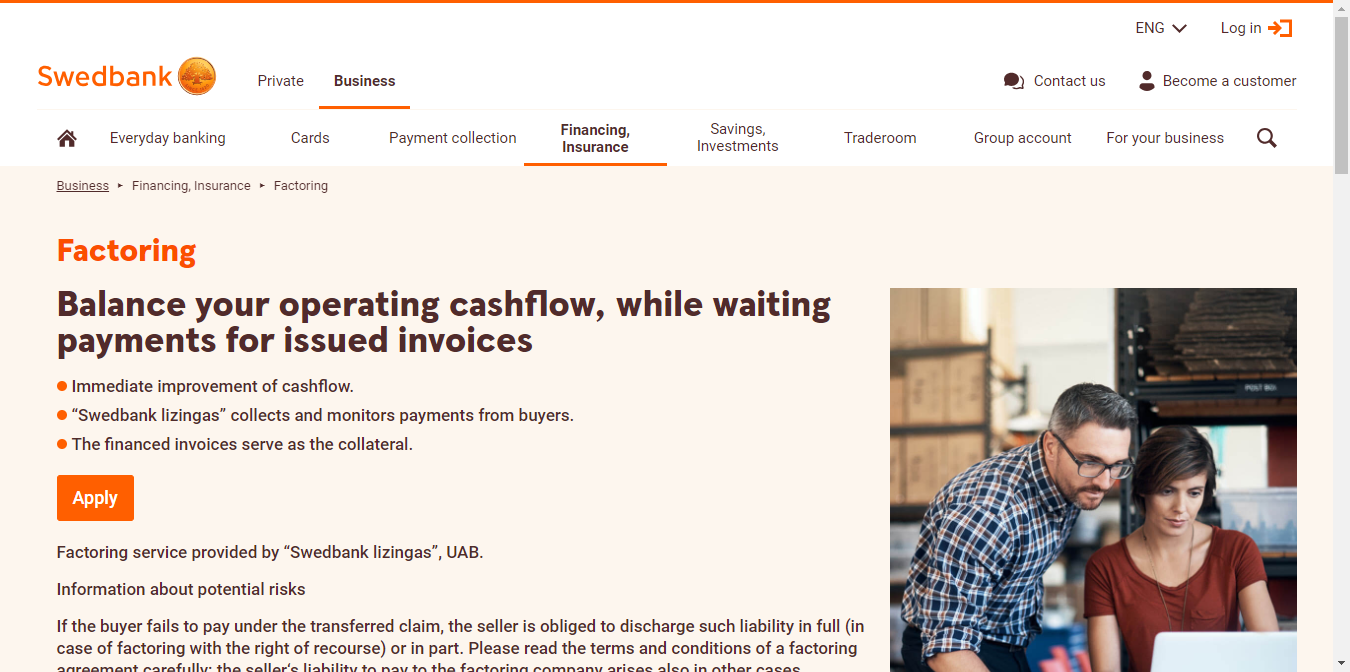 ENG
Log in
Swedbank
Private
Business
Contact us
Become a customer
Everyday banking
Cards
Payment collection
Financing,
Insurance
Savings,
Investments
Traderoom
Group account
For your business
Business ▸ Financing, Insurance ▸ Factoring
Factoring
Balance your operating cashflow, while waiting
payments for issued invoices
Immediate improvement of cashflow.
“Swedbank lizingas” collects and monitors payments from buyers.
The financed invoices serve as the collateral.
Apply
Factoring service provided by “Swedbank lizingas”, UAB.
Information about potential risks
If the buyer fails to pay under the transferred claim, the seller is obliged to discharge such liability in full (in
case of factoring with the right of recourse) or in part. Please read the terms and conditions of a factoring
agreement carefully: the seller‘s liability to pay to the factoring company arises also in other cases